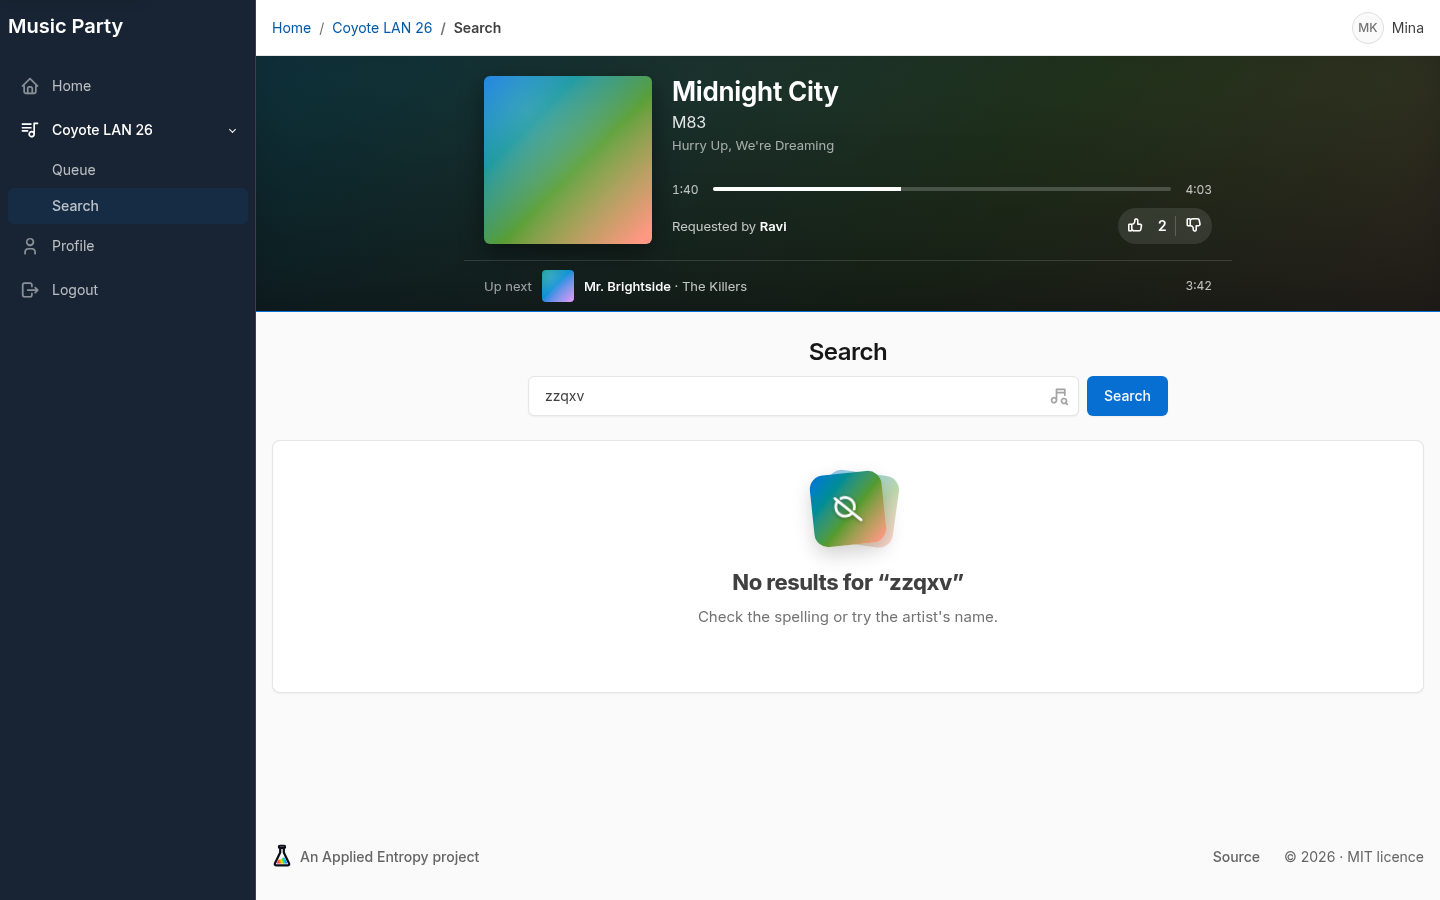 Music Party
Home
Coyote LAN 26
Queue
Search
Profile
Logout
Home / Coyote LAN 26 / Search
MK Mina
Midnight City
M83
Hurry Up, We're Dreaming
1:40 4:03
Requested by Ravi 2
Up next Mr. Brightside · The Killers 3:42
Search
zzqxv Search
No results for “zzqxv”
Check the spelling or try the artist's name.
An Applied Entropy project Source © 2026 · MIT licence